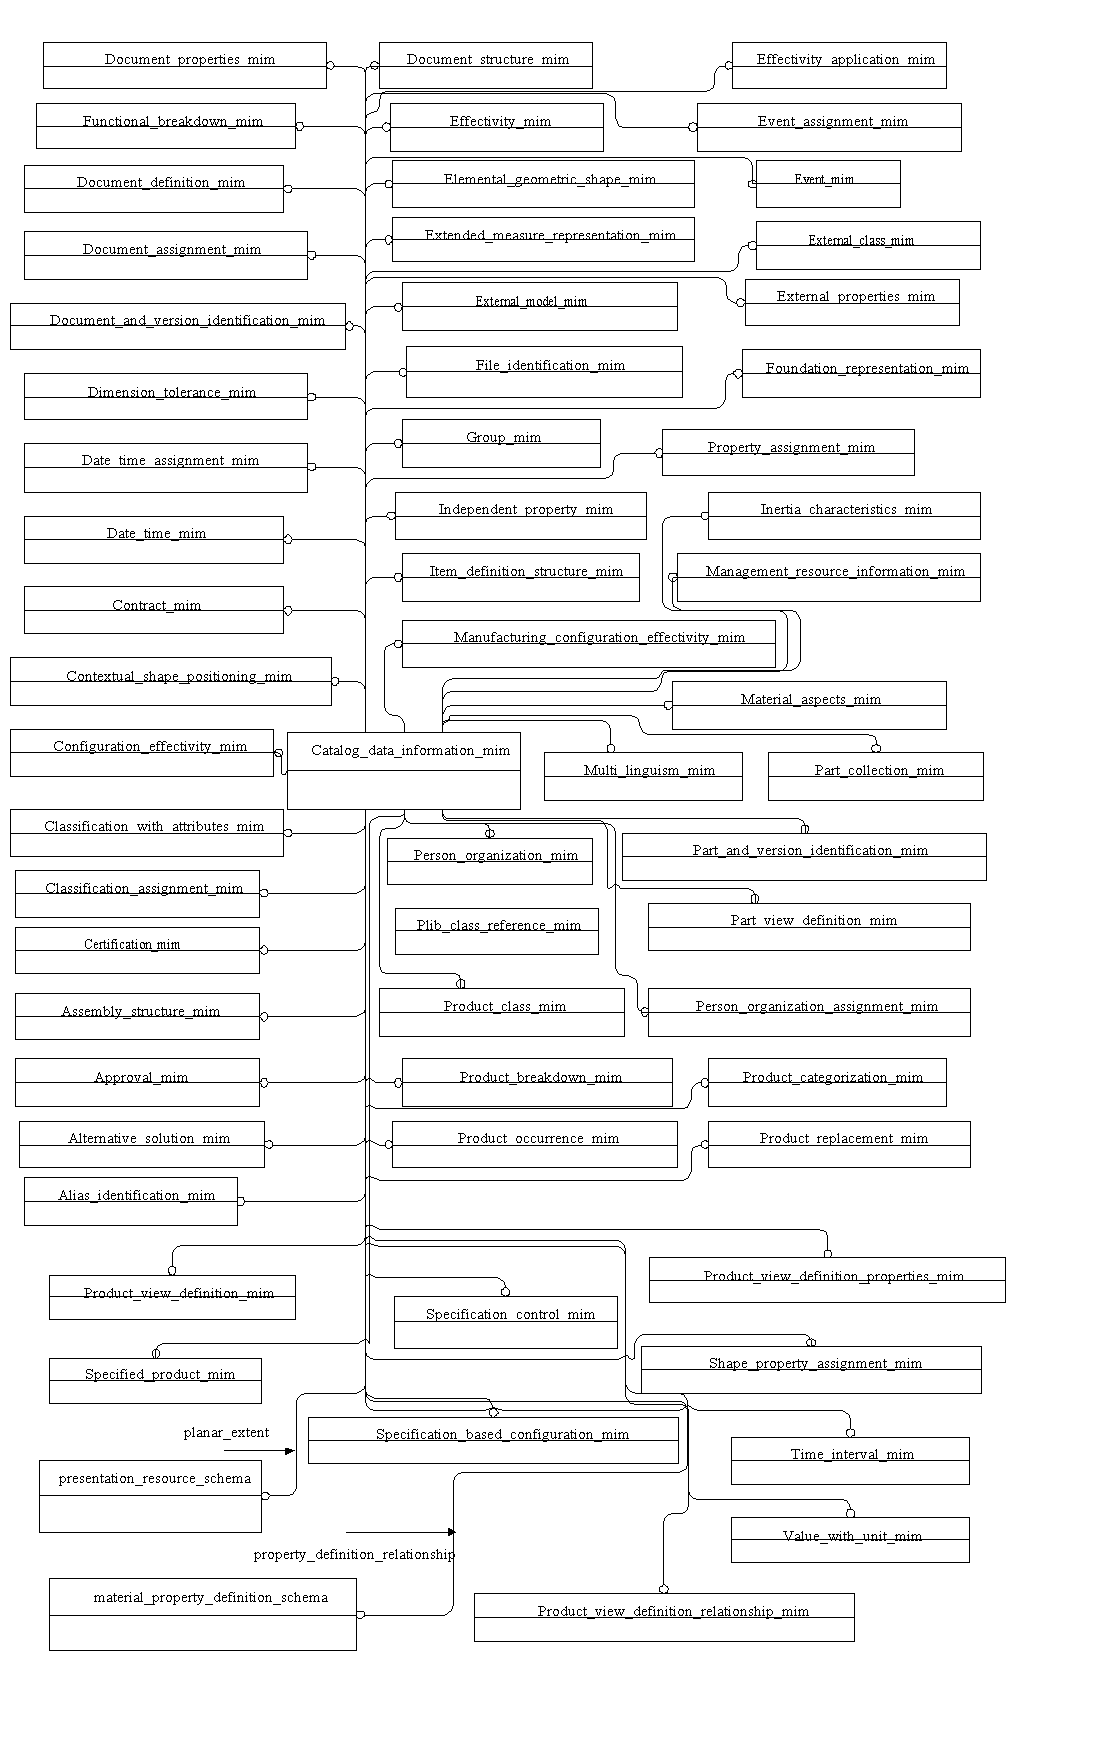 Document_properties_mim
Document_structure_mim
Effectivity_application_mim
Functional_breakdown_mim
Effectivity_mim
Event_assignment_mim
Document_definition_mim
Elemental_geometric_shape_mim
Event_mim
Document_assignment_mim
Extended_measure_representation_mim
External_class_mim
Document_and_version_identification_mim
External_model_mim
External_properties_mim
Dimension_tolerance_mim
File_identification_mim
Foundation_representation_mim
Date_time_assignment_mim
Group_mim
Property_assignment_mim
Date_time_mim
Independent_property_mim
Inertia_characteristics_mim
Contract_mim
Item_definition_structure_mim
Management_resource_information_mim
Contextual_shape_positioning_mim
Manufacturing_configuration_effectivity_mim
Material_aspects_mim
Configuration_effectivity_mim
Catalog_data_information_mim
Multi_linguism_mim
Part_collection_mim
Classification_with_attributes_mim
Person_organization_mim
Part_and_version_identification_mim
Classification_assignment_mim
Plib_class_reference_mim
Part_view_definition_mim
Certification_mim
Assembly_structure_mim
Product_class_mim
Person_organization_assignment_mim
Approval_mim
Product_breakdown_mim
Product_categorization_mim
Alternative_solution_mim
Product_occurrence_mim
Product_replacement_mim
Alias_identification_mim
Product_view_definition_mim
Product_view_definition_properties_mim
Specification_control_mim
Specified_product_mim
Shape_property_assignment_mim
planar_extent
Specification_based_configuration_mim
Time_interval_mim
presentation_resource_schema
Value_with_unit_mim
property_definition_relationship
material_property_definition_schema
Product_view_definition_relationship_mim